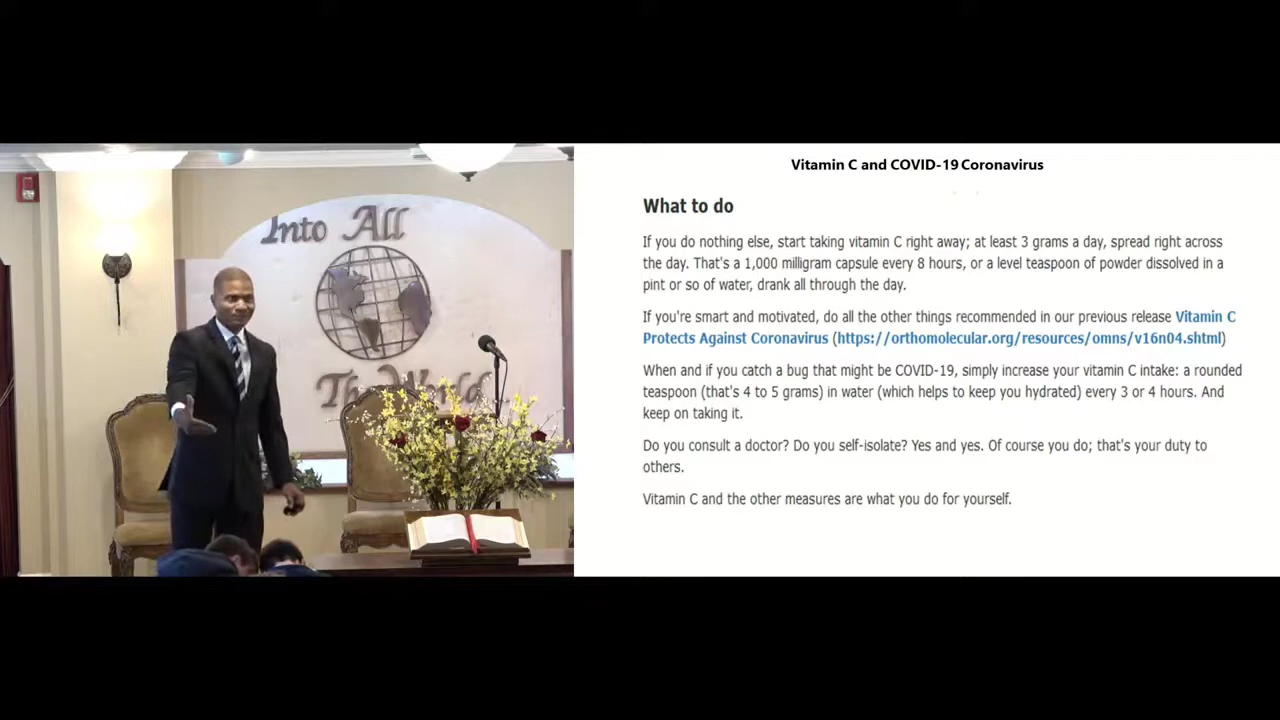 Into All
The World
Vitamin C and COVID-19 Coronavirus
What to do
If you do nothing else, start taking vitamin C right away; at least 3 grams a day, spread right across
the day. That's a 1,000 milligram capsule every 8 hours, or a level teaspoon of powder dissolved in a
pint or so of water, drank all through the day.
If you're smart and motivated, do all the other things recommended in our previous release Vitamin C
Protects Against Coronavirus (https://orthomolecular.org/resources/omns/v16n04.shtml)
When and if you catch a bug that might be COVID-19, simply increase your vitamin C intake: a rounded
teaspoon (that's 4 to 5 grams) in water (which helps to keep you hydrated) every 3 or 4 hours. And
keep on taking it.
Do you consult a doctor? Do you self-isolate? Yes and yes. Of course you do; that's your duty to
others.
Vitamin C and the other measures are what you do for yourself.